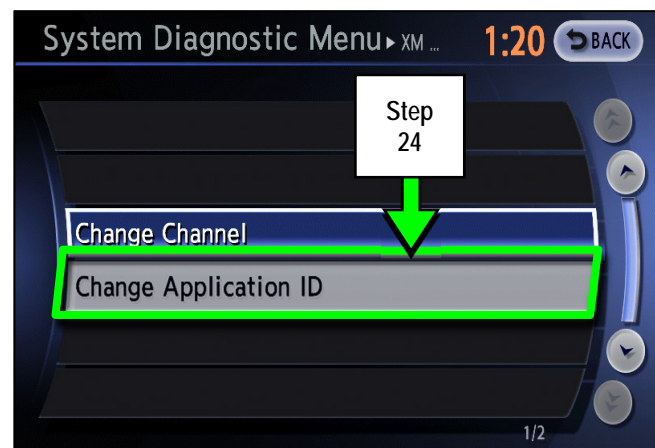 System Diagnostic Menu▸ XM ... 1:20 BACK
Step
24
Change Channel
Change Application ID
1/2